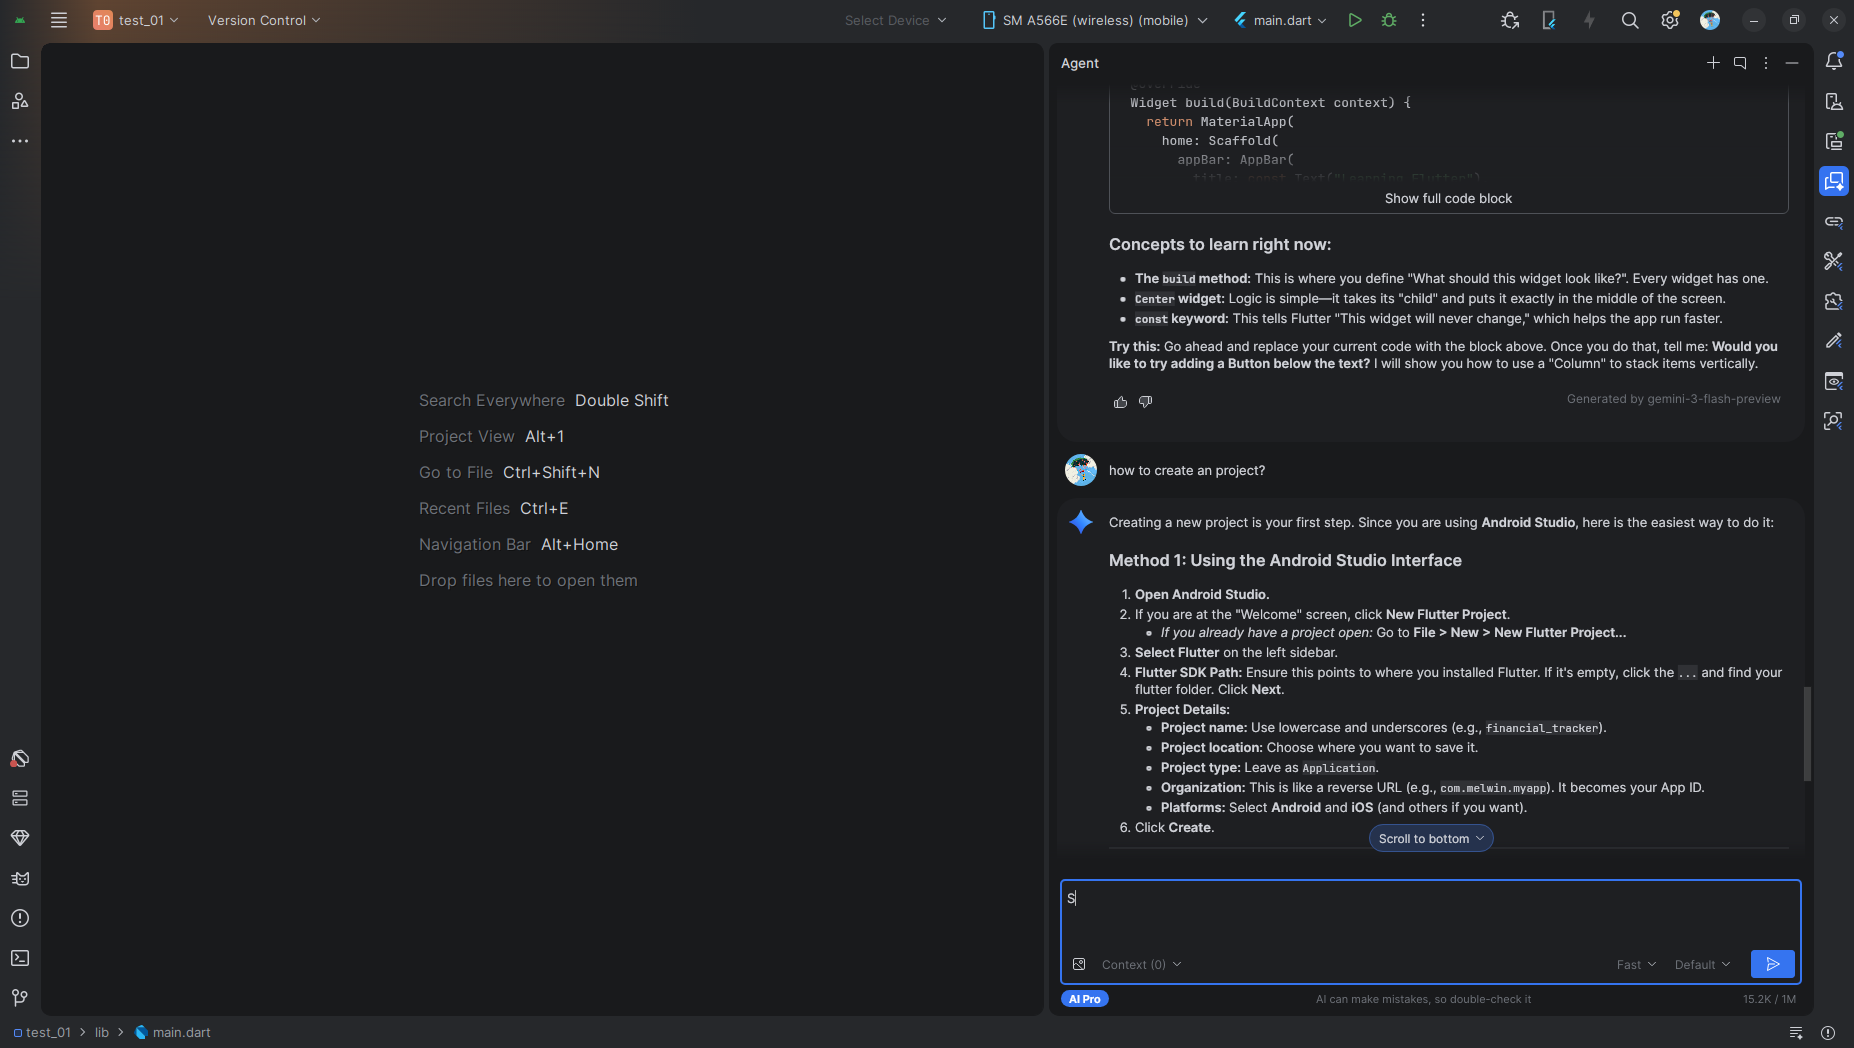 T0 test_01
Version Control
Select Device
SM A566E (wireless) (mobile)
main.dart
Search Everywhere Double Shift
Project View Alt+1
Go to File Ctrl+Shift+N
Recent Files Ctrl+E
Navigation Bar Alt+Home
Drop files here to open them
Agent
@override
Widget build(BuildContext context) {
return MaterialApp(
home: Scaffold(
appBar: AppBar(
title: const Text("Learning Flutter")
Show full code block
Concepts to learn right now:
• The build method: This is where you define "What should this widget look like?". Every widget has one.
• Center widget: Logic is simple—it takes its "child" and puts it exactly in the middle of the screen.
• const keyword: This tells Flutter "This widget will never change," which helps the app run faster.
Try this: Go ahead and replace your current code with the block above. Once you do that, tell me: Would you
like to try adding a Button below the text? I will show you how to use a "Column" to stack items vertically.
Generated by gemini-3-flash-preview
how to create an project?
Creating a new project is your first step. Since you are using Android Studio, here is the easiest way to do it:
Method 1: Using the Android Studio Interface
1. Open Android Studio.
2. If you are at the "Welcome" screen, click New Flutter Project.
• If you already have a project open: Go to File > New > New Flutter Project...
3. Select Flutter on the left sidebar.
4. Flutter SDK Path: Ensure this points to where you installed Flutter. If it's empty, click the ... and find your
flutter folder. Click Next.
5. Project Details:
• Project name: Use lowercase and underscores (e.g., financial_tracker).
• Project location: Choose where you want to save it.
• Project type: Leave as Application.
• Organization: This is like a reverse URL (e.g., com.melwin.myapp). It becomes your App ID.
• Platforms: Select Android and iOS (and others if you want).
6. Click Create.
Scroll to bottom
S
Context (0)
Fast
Default
AI Pro
AI can make mistakes, so double-check it
15.2K / 1M
test_01 > lib > main.dart